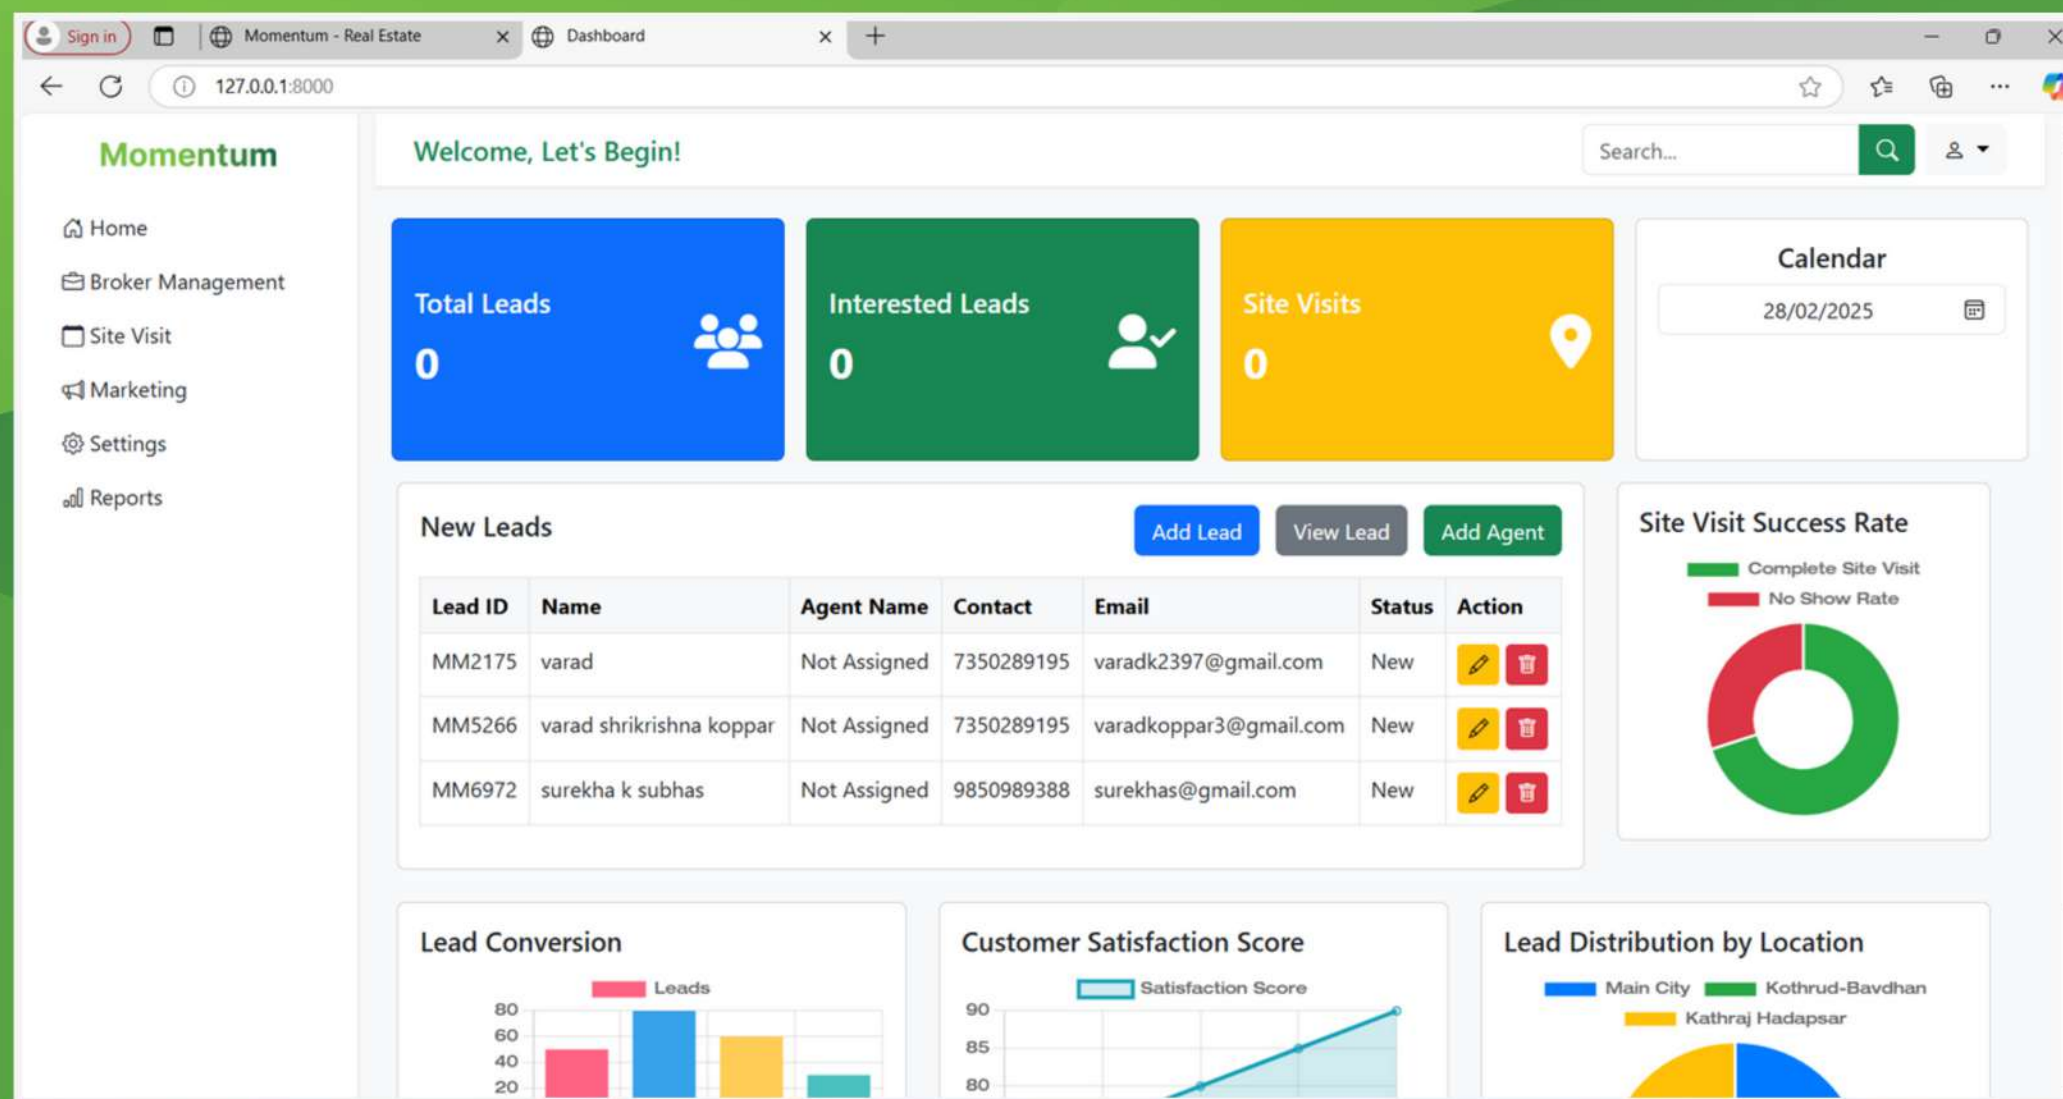 Sign in
Momentum - Real Estate
Dashboard
127.0.0.1:8000
Momentum
Welcome, Let's Begin!
Search...
Home
Broker Management
Site Visit
Marketing
Settings
Reports
Total Leads
0
Interested Leads
0
Site Visits
0
Calendar
28/02/2025
New Leads
Add Lead
View Lead
Add Agent
Lead ID Name Agent Name Contact Email Status Action
MM2175 varad Not Assigned 7350289195 varadk2397@gmail.com New
MM5266 varad shrikrishna koppar Not Assigned 7350289195 varadkoppar3@gmail.com New
MM6972 surekha k subhas Not Assigned 9850989388 surekhas@gmail.com New
Site Visit Success Rate
Complete Site Visit
No Show Rate
Lead Conversion
Leads
80
60
40
20
Customer Satisfaction Score
Satisfaction Score
90
85
80
Lead Distribution by Location
Main City Kothrud-Bavdhan
Kathraj Hadapsar